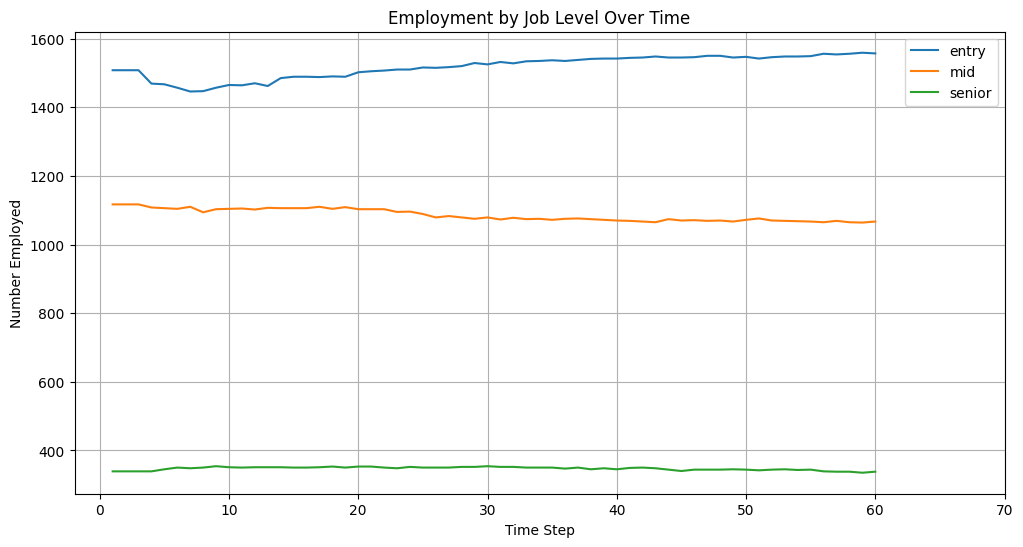 Employment by Job Level Over Time
1600
1400
1200
1000
800
600
400
Number Employed
entry
mid
senior
0 10 20 30 40 50 60 70
Time Step